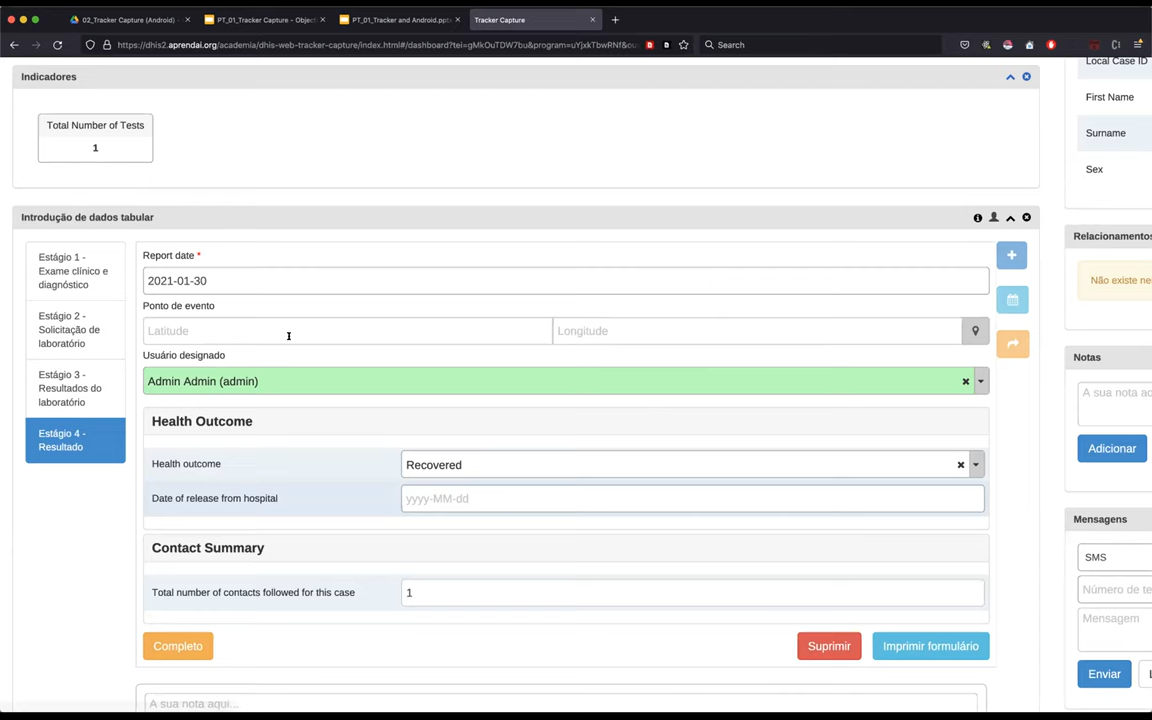 02_Tracker Capture (Android) -
PT_01_Tracker Capture - Object
PT_01_Tracker and Android.ppt
Tracker Capture
https://dhis2.aprendai.org/academia/dhis-web-tracker-capture/index.html#/dashboard?tei=gMkOuTDW7bu&program=uYjxkTbwRNf&ou
Search
Indicadores
Total Number of Tests
1
Introdução de dados tabular
Estágio 1 -
Exame clínico e
diagnóstico
Estágio 2 -
Solicitação de
laboratório
Estágio 3 -
Resultados do
laboratório
Estágio 4 -
Resultado
Report date *
2021-01-30
Ponto de evento
Latitude
Longitude
Usuário designado
Admin Admin (admin)
Health Outcome
Health outcome
Recovered
Date of release from hospital
yyyy-MM-dd
Contact Summary
Total number of contacts followed for this case
1
Completo
Suprimir
Imprimir formulário
A sua nota aqui...
Local Case ID
First Name
Surname
Sex
Relacionamentos
Não existe ne
Notas
A sua nota aq
Adicionar
Mensagens
SMS
Número de te
Mensagem
Enviar